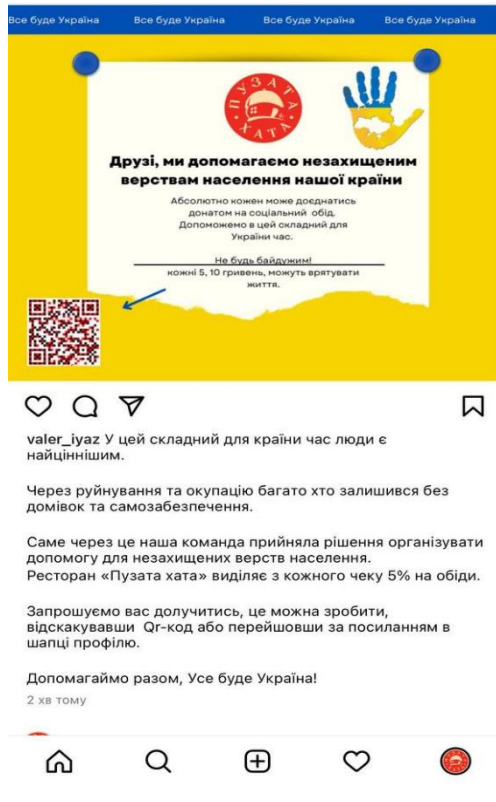 Все буде Україна Все буде Україна Все буде Україна Все буде Україна
ПУЗАТА
ХАТА
Друзі, ми допомагаємо незахищеним
верствам населення нашої країни
Абсолютно кожен може доєднатись
донатом на соціальний обід.
Допоможемо в цей складний для
України час.
Не будь байдужим!
кожні 5, 10 гривень, можуть врятувати
життя.
valer_iyaz У цей складний для країни час люди є
найціннішим.
Через руйнування та окупацію багато хто залишився без
домівок та самозабезпечення.
Саме через це наша команда прийняла рішення організувати
допомогу для незахищених верств населення.
Ресторан «Пузата хата» виділяє з кожного чеку 5% на обіди.
Запрошуємо вас долучитись, це можна зробити,
відскакувавши Qr-код або перейшовши за посиланням в
шапці профілю.
Допомагаймо разом, Усе буде Україна!
2 хв тому